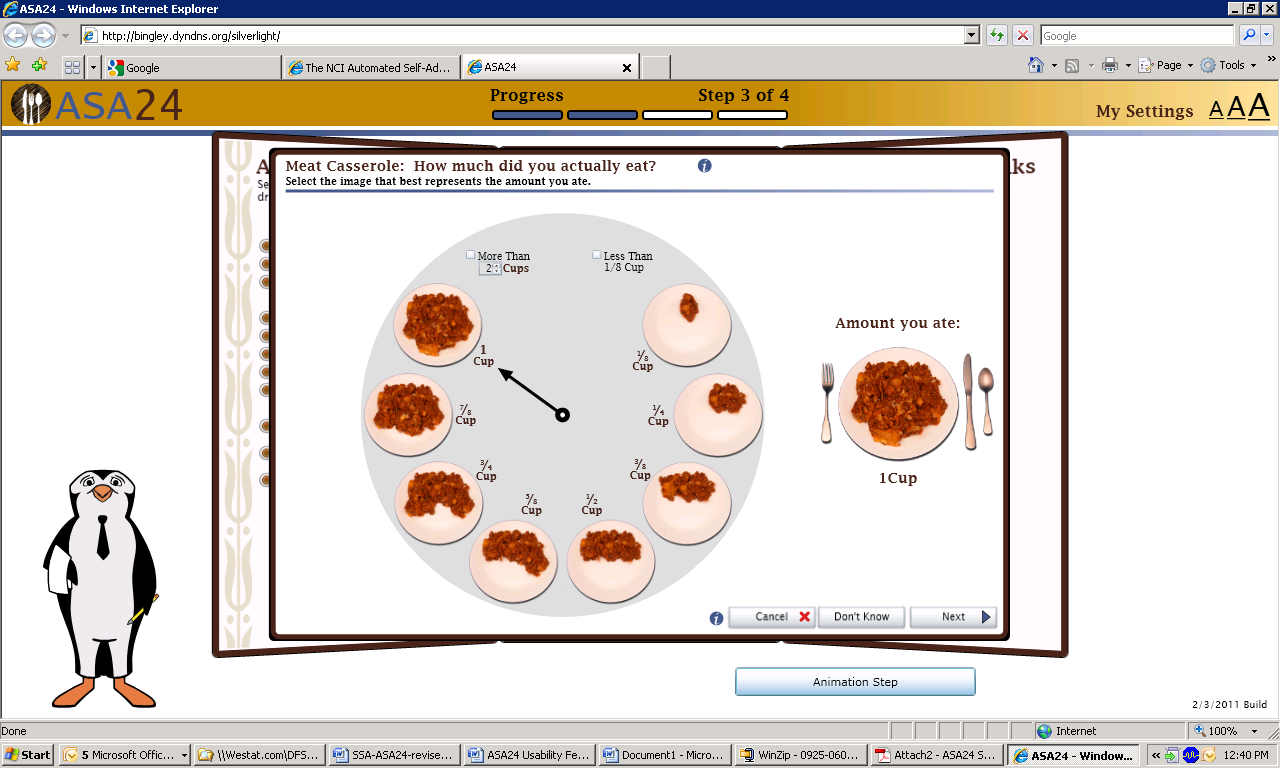 ASA24 - Windows Internet Explorer
http://bingley.dyndns.org/silverlight/
Google
Google
The NCI Automated Self-Ad...
ASA24
Page
Tools
ASA24
Progress
Step 3 of 4
My Settings
A A A
A
ks
Se
dr
Meat Casserole: How much did you actually eat?
Select the image that best represents the amount you ate.
More Than
2 Cups
Less Than
1/8 Cup
1
Cup
1/8
Cup
7/8
Cup
1/4
Cup
3/4
Cup
3/8
Cup
5/8
Cup
1/2
Cup
Amount you ate:
1Cup
Cancel
Don't Know
Next
Animation Step
2/3/2011 Build
Done
Internet
100%
Start
5 Microsoft Offic...
\\Westat.com\DFS...
SSA-ASA24-revise...
ASA24 Usability Fe...
Document1 - Micro...
WinZip - 0925-060...
Attach2 - ASA24 S...
ASA24 - Window...
12:40 PM